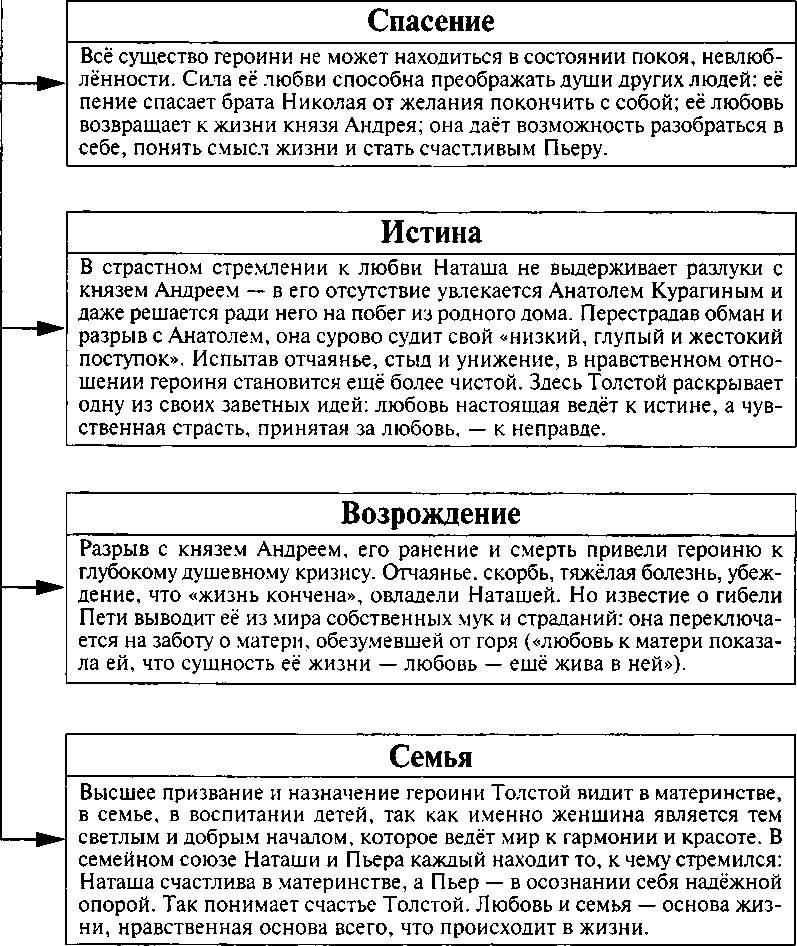 Спасение
Всё существо героини не может находиться в состоянии покоя, невлюб-
лённости. Сила её любви способна преображать души других людей: её
пение спасает брата Николая от желания покончить с собой; её любовь
возвращает к жизни князя Андрея; она даёт возможность разобраться в
себе, понять смысл жизни и стать счастливым Пьеру.
Истина
В страстном стремлении к любви Наташа не выдерживает разлуки с
князем Андреем — в его отсутствие увлекается Анатолем Курагиным и
даже решается ради него на побег из родного дома. Перестрадав обман и
разрыв с Анатолем, она сурово судит свой «низкий, глупый и жестокий
поступок». Испытав отчаянье, стыд и унижение, в нравственном отно-
шении героиня становится ещё более чистой. Здесь Толстой раскрывает
одну из своих заветных идей: любовь настоящая ведёт к истине, а чув-
ственная страсть, принятая за любовь, — к неправде.
Возрождение
Разрыв с князем Андреем, его ранение и смерть привели героиню к
глубокому душевному кризису. Отчаянье, скорбь, тяжёлая болезнь, убеж-
дение, что «жизнь кончена», овладели Наташей. Но известие о гибели
Пети выводит её из мира собственных мук и страданий: она переключа-
ется на заботу о матери, обезумевшей от горя («любовь к матери показа-
ла ей, что сущность её жизни — любовь — ещё жива в ней»).
Семья
Высшее призвание и назначение героини Толстой видит в материнстве,
в семье, в воспитании детей, так как именно женщина является тем
светлым и добрым началом, которое ведёт мир к гармонии и красоте. В
семейном союзе Наташи и Пьера каждый находит то, к чему стремился:
Наташа счастлива в материнстве, а Пьер — в осознании себя надёжной
опорой. Так понимает счастье Толстой. Любовь и семья — основа жиз-
ни, нравственная основа всего, что происходит в жизни.